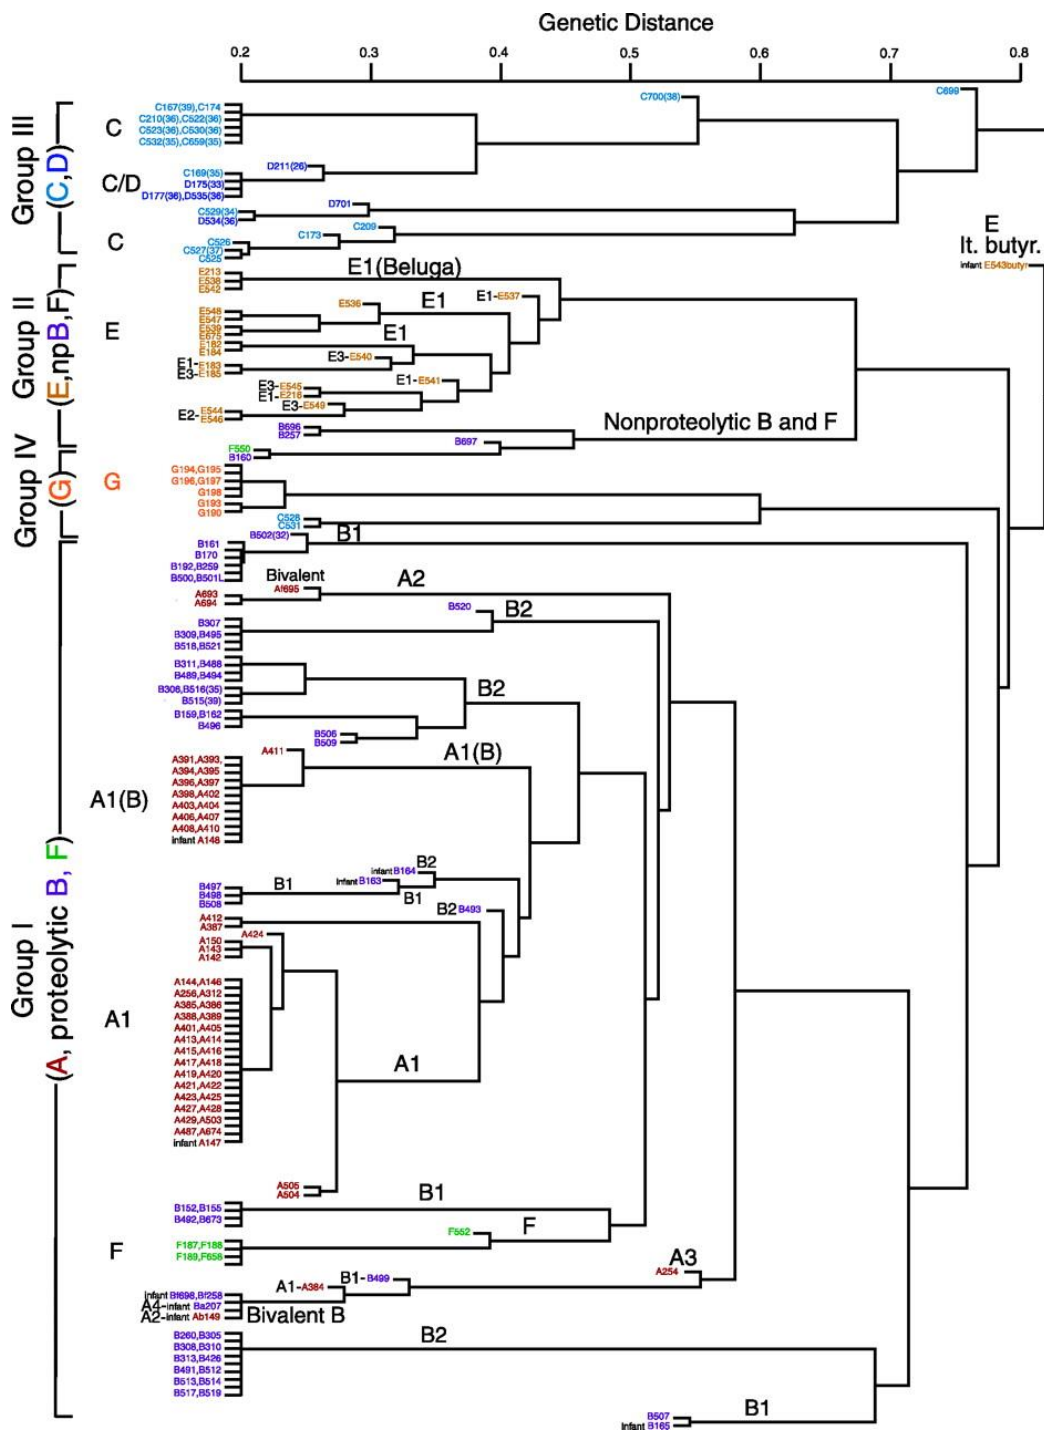 Genetic Distance
0.2 0.3 0.4 0.5 0.6 0.7 0.8
Group III
(C,D)
C
C167(39),C174
C210(36),C522(36)
C523(36),C530(36)
C532(35),C659(35)
C700(38)
C699
C/D
C169(35)
D175(33)
D177(36),D535(36)
D211(26)
C529(34)
D534(36)
D701
C
C526
C527(37)
C525
C173
C209
E
It. butyr.
infant E543butyr
Group II
(E,npB,F)
E
E213
E538
E542
E1(Beluga)
E548
E547
E539
E675
E536
E1
E1-E537
E182
E184
E1
E1-E183
E3-E185
E3-E540
E3-E545
E1-E216
E1-E541
E2-E544
E546
E3-E549
Nonproteolytic B and F
B696
B257
B697
F550
B160
Group IV
(G)
G
G194,G195
G196,G197
G198
G193
G190
C528
C531
Group I
(A, proteolytic B, F)
B161
B170
B192,B259
B500,B501L
B502(32)
B1
A693
A694
Bivalent
Af695
A2
B307
B309,B495
B518,B521
B520
B2
B311,B488
B489,B494
B306,B516(35)
B515(39)
B159,B162
B496
B506
B509
B2
A1(B)
A391,A393,
A394,A395
A396,A397
A398,A402
A403,A404
A406,A407
A408,A410
infant A148
A411
A1(B)
B497
B498
B508
B1
infant B163
infant B164
B2
B1
A412
A387
B2 B493
A150
A143
A142
A424
A1
A144,A146
A256,A312
A385,A386
A388,A389
A401,A405
A413,A414
A415,A416
A417,A418
A419,A420
A421,A422
A423,A425
A427,A428
A429,A503
A487,A674
infant A147
A1
A505
A504
B152,B155
B492,B673
B1
F
F187,F188
F189,F658
F552
F
infant Bf698,Bf258
A4-infant Ba207
A2-infant Ab149
Bivalent B
A1-A384
B1-B499
A254
A3
B260,B305
B308,B310
B313,B426
B491,B512
B513,B514
B517,B519
B2
B507
infant B165
B1